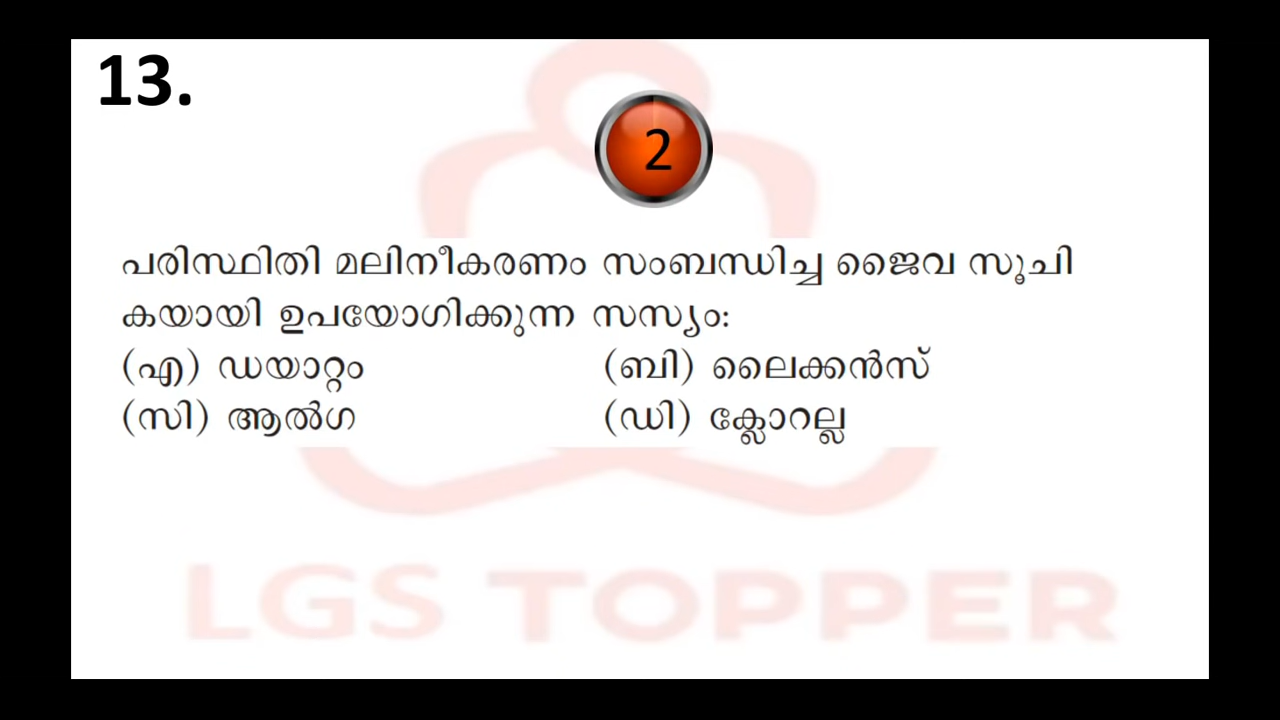 13.
2
പരിസ്ഥിതി മലിനീകരണം സംബന്ധിച്ച ജൈവ സൂചി
കയായി ഉപയോഗിക്കുന്ന സസ്യം:
(എ) ഡയാറ്റം (ബി) ലൈക്കൻസ്
(സി) ആൽഗ (ഡി) ക്ലോറല്ല
LGS TOPPER